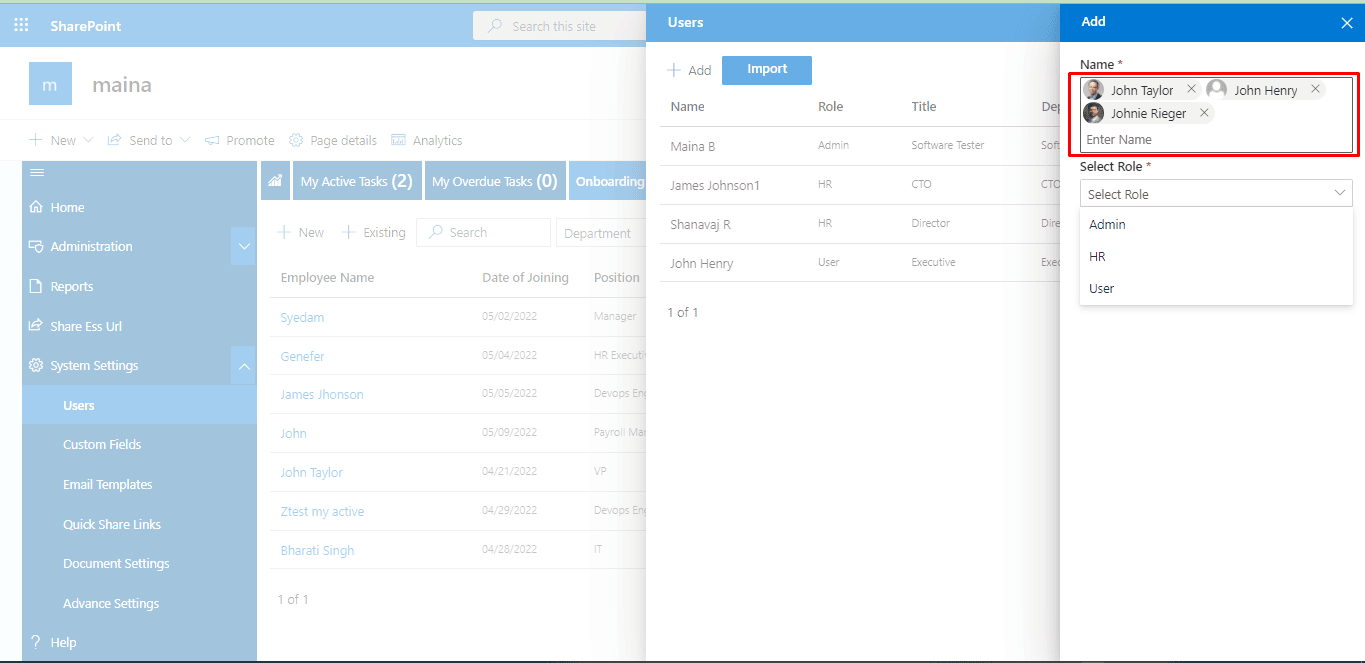 SharePoint
Search this site
m
maina
New
Send to
Promote
Page details
Analytics
Home
Administration
Reports
Share Ess Url
System Settings
Users
Custom Fields
Email Templates
Quick Share Links
Document Settings
Advance Settings
Help
My Active Tasks (2)
My Overdue Tasks (0)
Onboarding
New
Existing
Search
Department
Employee Name Date of Joining Position
Syedam 05/02/2022 Manager
Genefer 05/04/2022 HR Executi
James Jhonson 05/05/2022 Devops Eng
John 05/09/2022 Payroll Ma
John Taylor 04/21/2022 VP
Ztest my active 04/29/2022 Devops Eng
Bharati Singh 04/28/2022 IT
1 of 1
Users
Add
Import
Name Role Title Dep
Maina B Admin Software Tester Soft
James Johnson1 HR CTO CTO
Shanavaj R HR Director Dire
John Henry User Executive Exec
1 of 1
Add
Name *
John Taylor
John Henry
Johnie Rieger
Enter Name
Select Role *
Select Role
Admin
HR
User